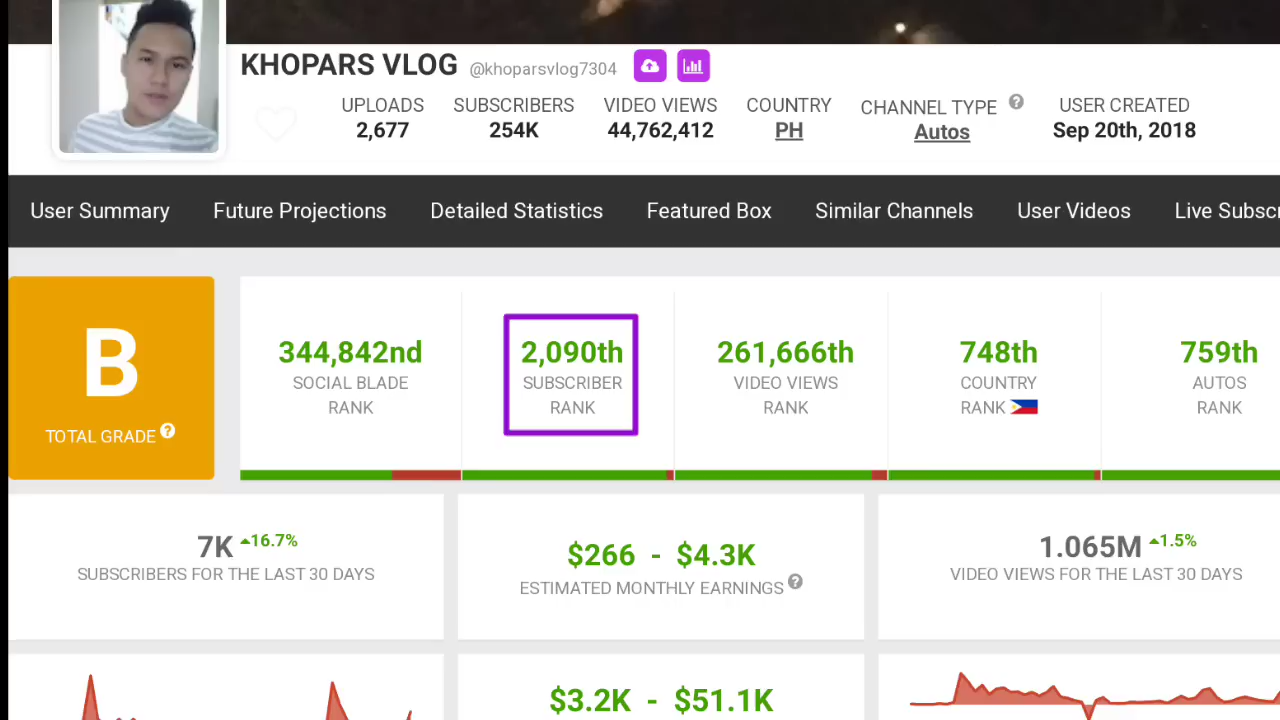 KHOPARS VLOG @khoparsvlog7304
UPLOADS SUBSCRIBERS VIDEO VIEWS COUNTRY CHANNEL TYPE ? USER CREATED
2,677 254K 44,762,412 PH Autos Sep 20th, 2018
User Summary Future Projections Detailed Statistics Featured Box Similar Channels User Videos Live Subscr
B
TOTAL GRADE ?
344,842nd 2,090th 261,666th 748th 759th
SOCIAL BLADE SUBSCRIBER VIDEO VIEWS COUNTRY AUTOS
RANK RANK RANK RANK RANK
7K 16.7% $266 - $4.3K 1.065M 1.5%
SUBSCRIBERS FOR THE LAST 30 DAYS ESTIMATED MONTHLY EARNINGS ? VIDEO VIEWS FOR THE LAST 30 DAYS
$3.2K - $51.1K